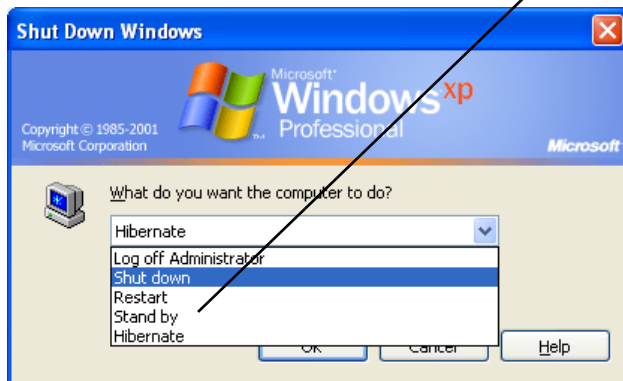 Shut Down Windows
Microsoft®
Windows xp
Professional
Copyright © 1985-2001
Microsoft Corporation
Microsoft
What do you want the computer to do?
Hibernate
Log off Administrator
Shut down
Restart
Stand by
Hibernate
OK Cancel Help